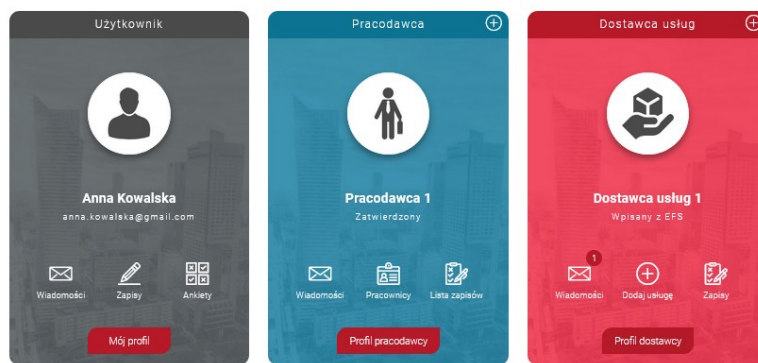 Użytkownik
Anna Kowalska
anna.kowalska@gmail.com
Wiadomości Zapisy Ankiety
Mój profil
Pracodawca
Pracodawca 1
Zatwierdzony
Wiadomości Pracownicy Lista zapisów
Profil pracodawcy
Dostawca usług
Dostawca usług 1
Wpisany z EFS
1
Wiadomości Dodaj usługę Zapisy
Profil dostawcy